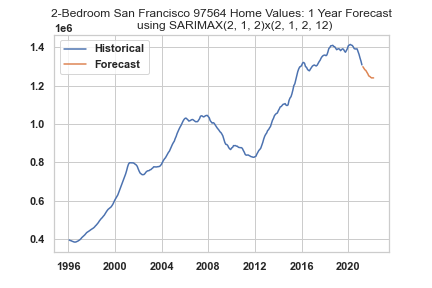 2-Bedroom San Francisco 97564 Home Values: 1 Year Forecast
using SARIMAX(2, 1, 2)x(2, 1, 2, 12)
1e6
Historical
Forecast
1.4
1.2
1.0
0.8
0.6
0.4
1996 2000 2004 2008 2012 2016 2020